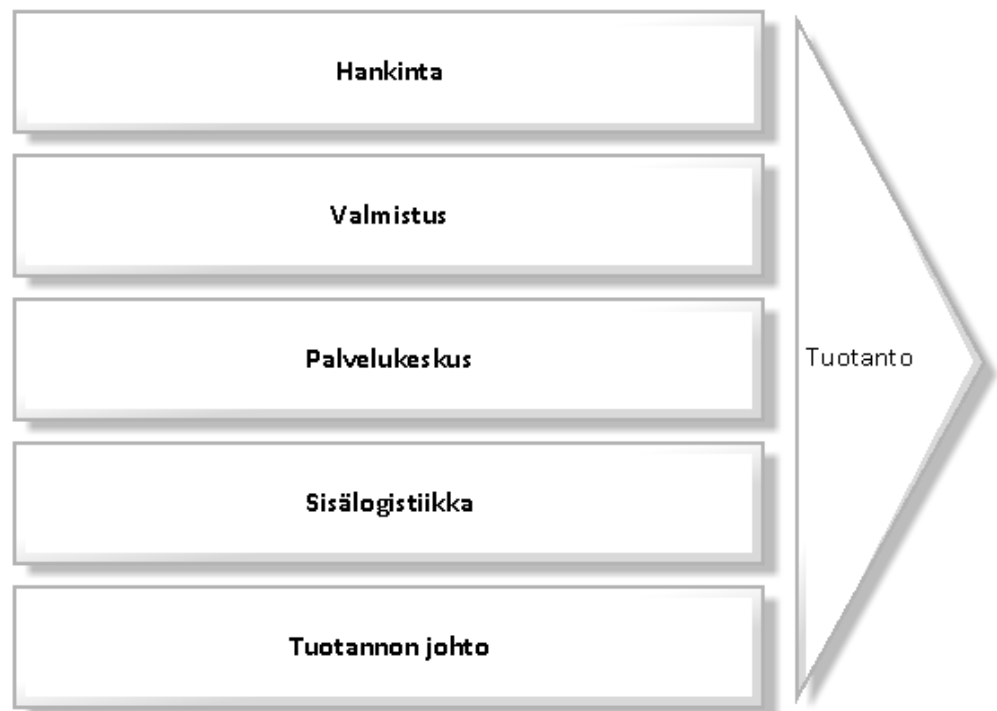 Hankinta
Valmistus
Palvelukeskus
Sisälogistiikka
Tuotannon johto
Tuotanto